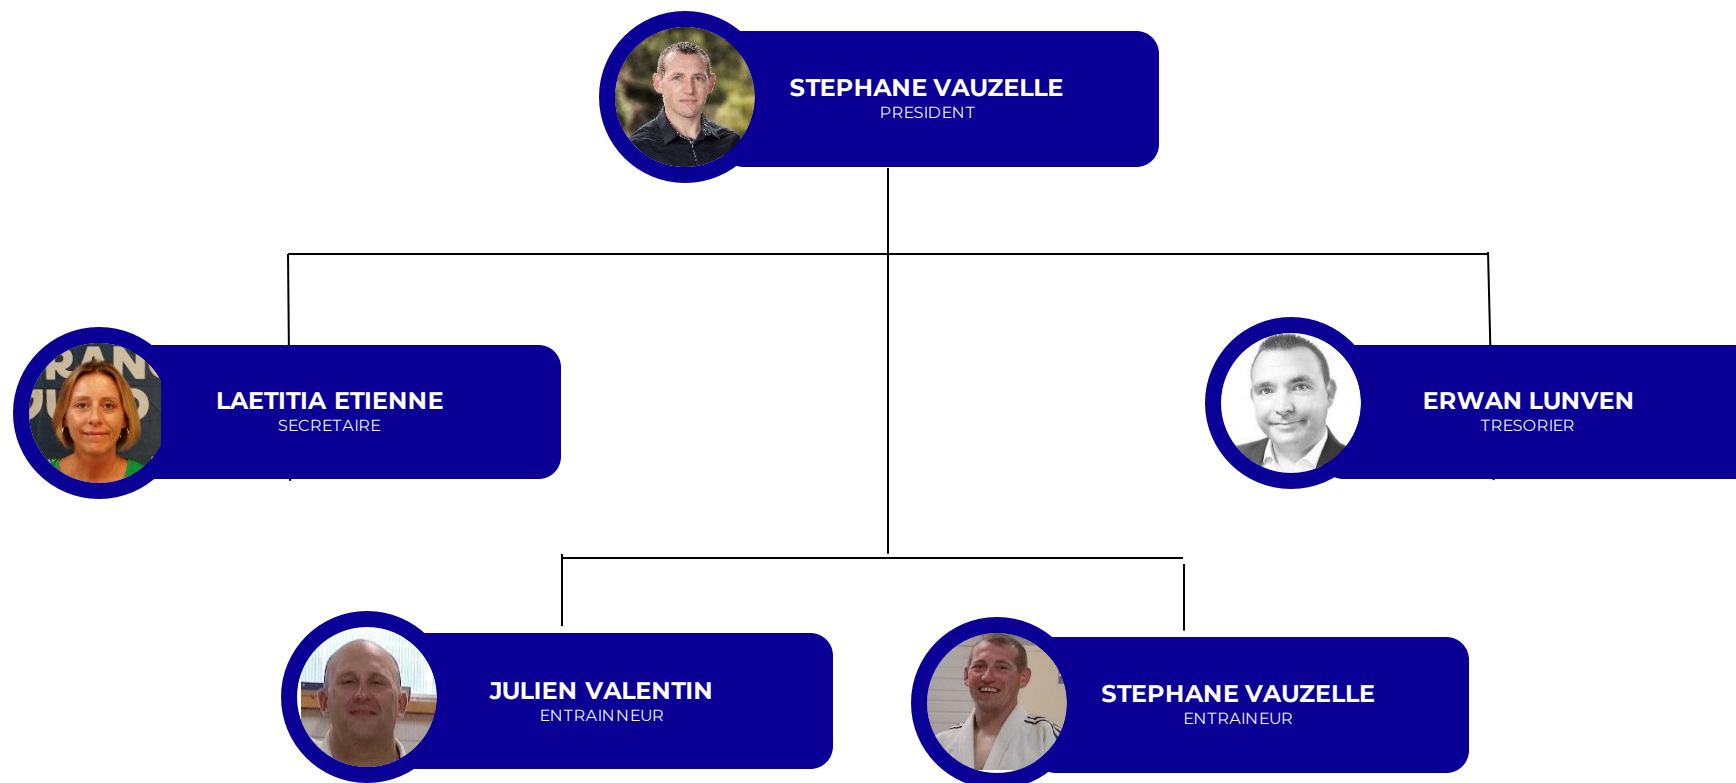 STEPHANE VAUZELLE
PRESIDENT
LAETITIA ETIENNE
SECRETAIRE
ERWAN LUNVEN
TRESORIER
JULIEN VALENTIN
ENTRAINNEUR
STEPHANE VAUZELLE
ENTRAINEUR